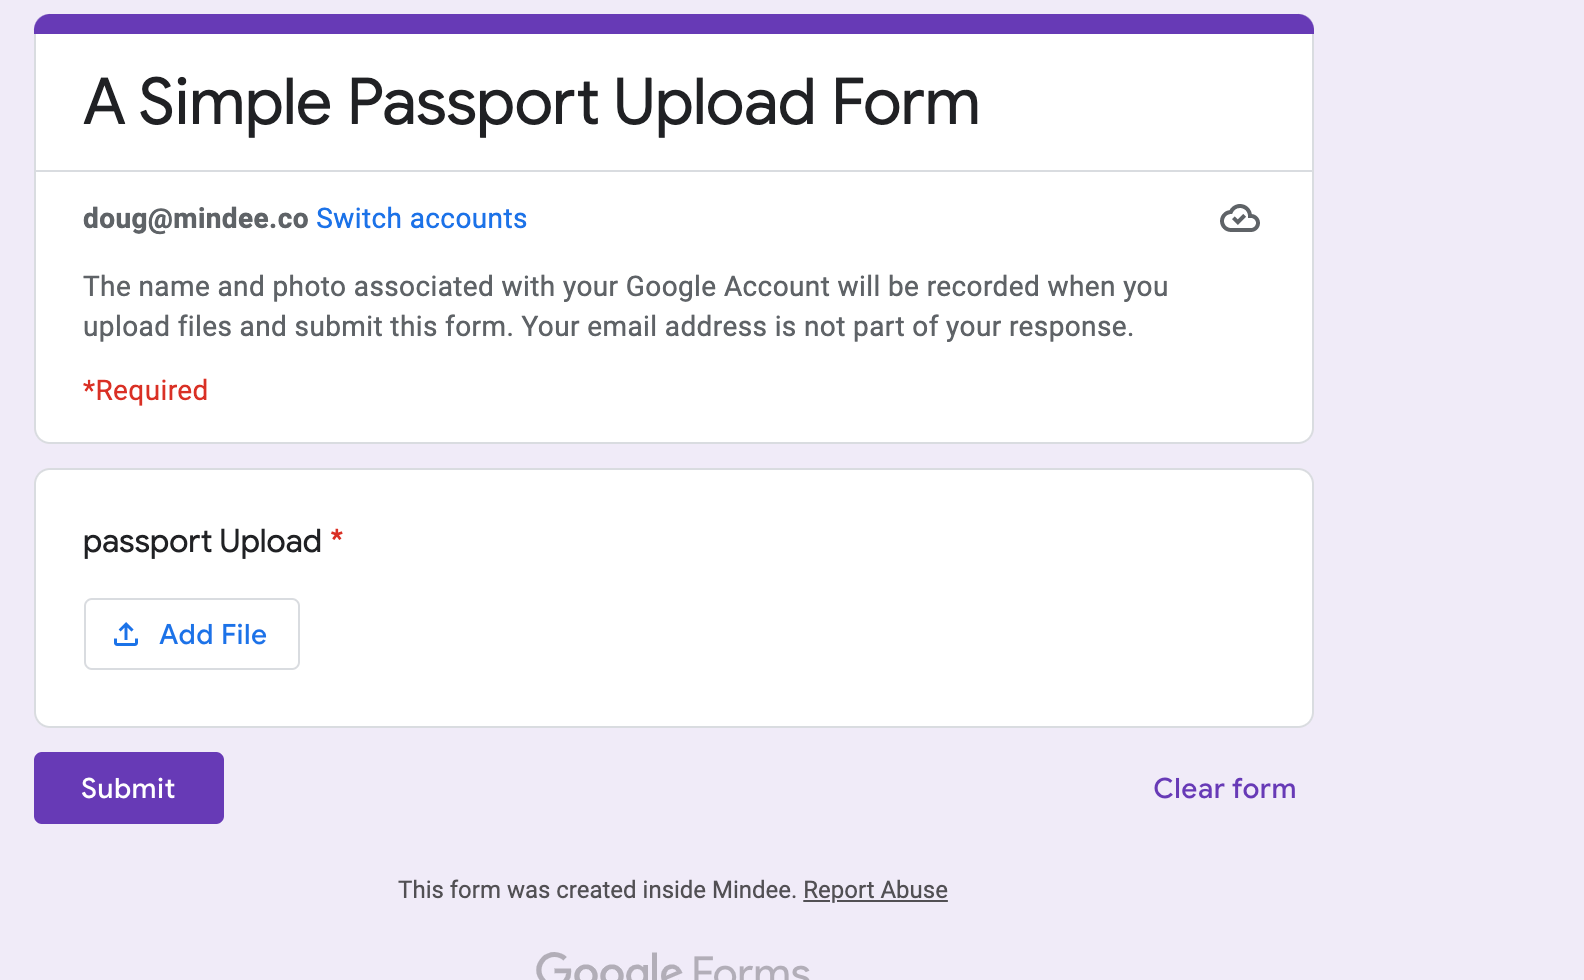 A Simple Passport Upload Form
doug@mindee.co Switch accounts
The name and photo associated with your Google Account will be recorded when you
upload files and submit this form. Your email address is not part of your response.
*Required
passport Upload *
Add File
Submit
Clear form
This form was created inside Mindee. Report Abuse
Google Forms